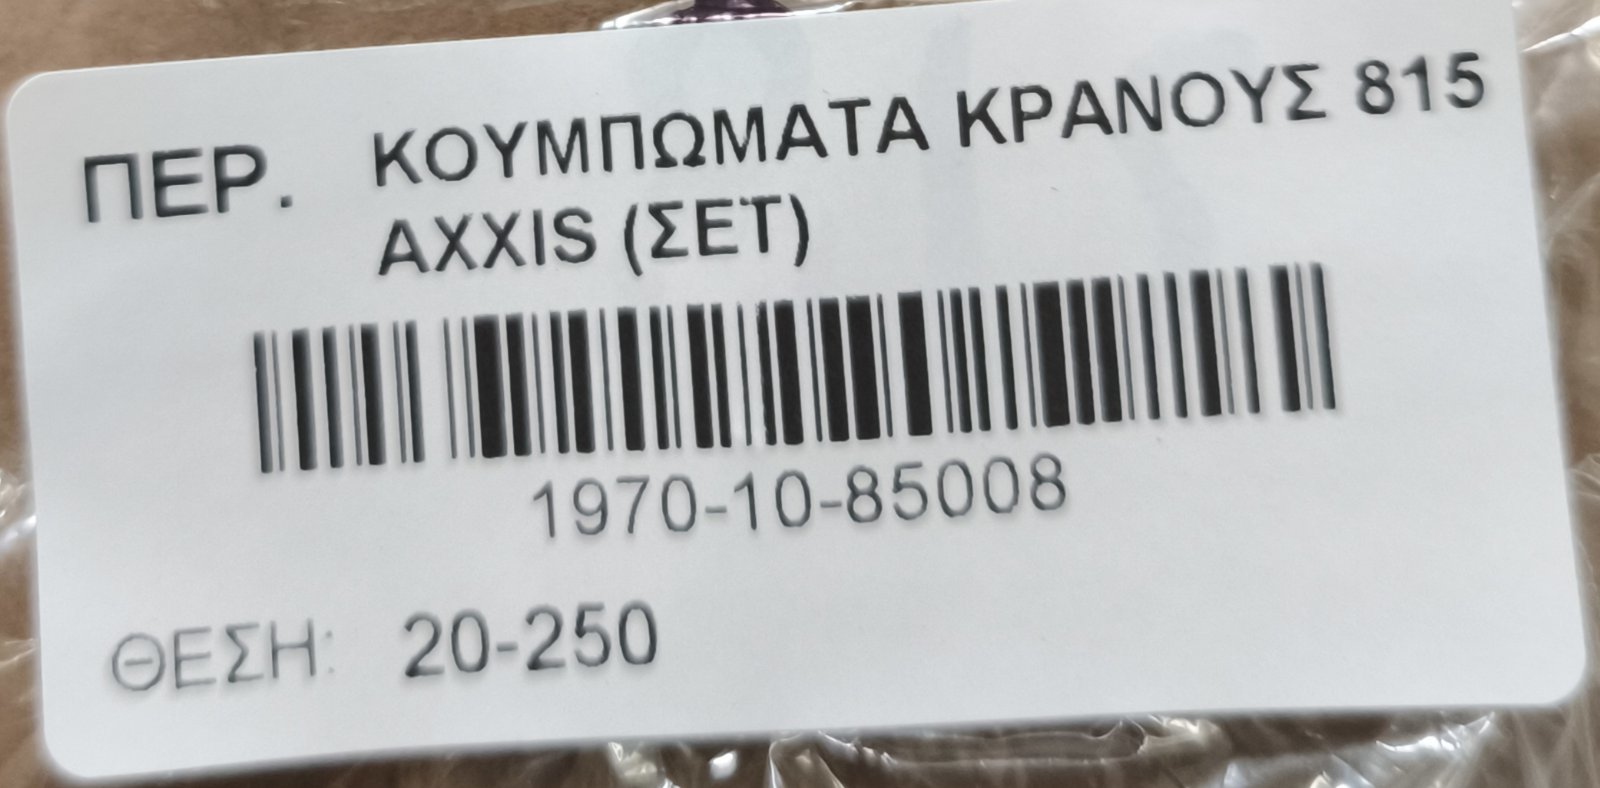 ΠΕΡ. ΚΟΥΜΠΩΜΑΤΑ ΚΡΑΝΟΥΣ 815
AXXIS (ΣΕΤ)
1970-10-85008
ΘΕΣΗ: 20-250